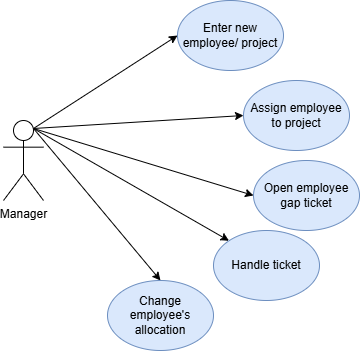 Enter new
employee/ project
Assign employee
to project
Open employee
gap ticket
Manager
Handle ticket
Change
employee's
allocation